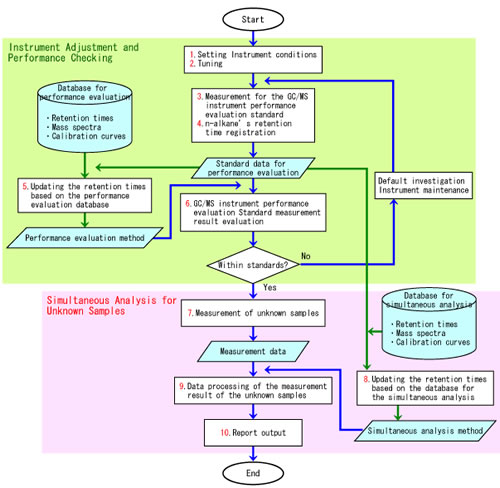 Start
Instrument Adjustment and
Performance Checking
1. Setting Instrument conditions
2. Tuning
Database for
performance evaluation
・Retention times
・Mass spectra
・Calibration curves
3. Measurement for the GC/MS
instrument performance
evaluation standard
4. n-alkane's retention
time registration
Standard data for
performance evaluation
5. Updating the retention times
based on the performance
evaluation database
Default investigation
Instrument maintenance
6. GC/MS instrument performance
evaluation Standard measurement
result evaluation
Performance evaluation method
Within standards?
No
Yes
Simultaneous Analysis for
Unknown Samples
Database for
simultaneous analysis
・Retention times
・Mass spectra
・Calibration curves
7. Measurement of unknown samples
Measurement data
8. Updating the retention times
based on the database for
the simultaneous analysis
9. Data processing of the measurement
result of the unknown samples
10. Report output
Simultaneous analysis method
End